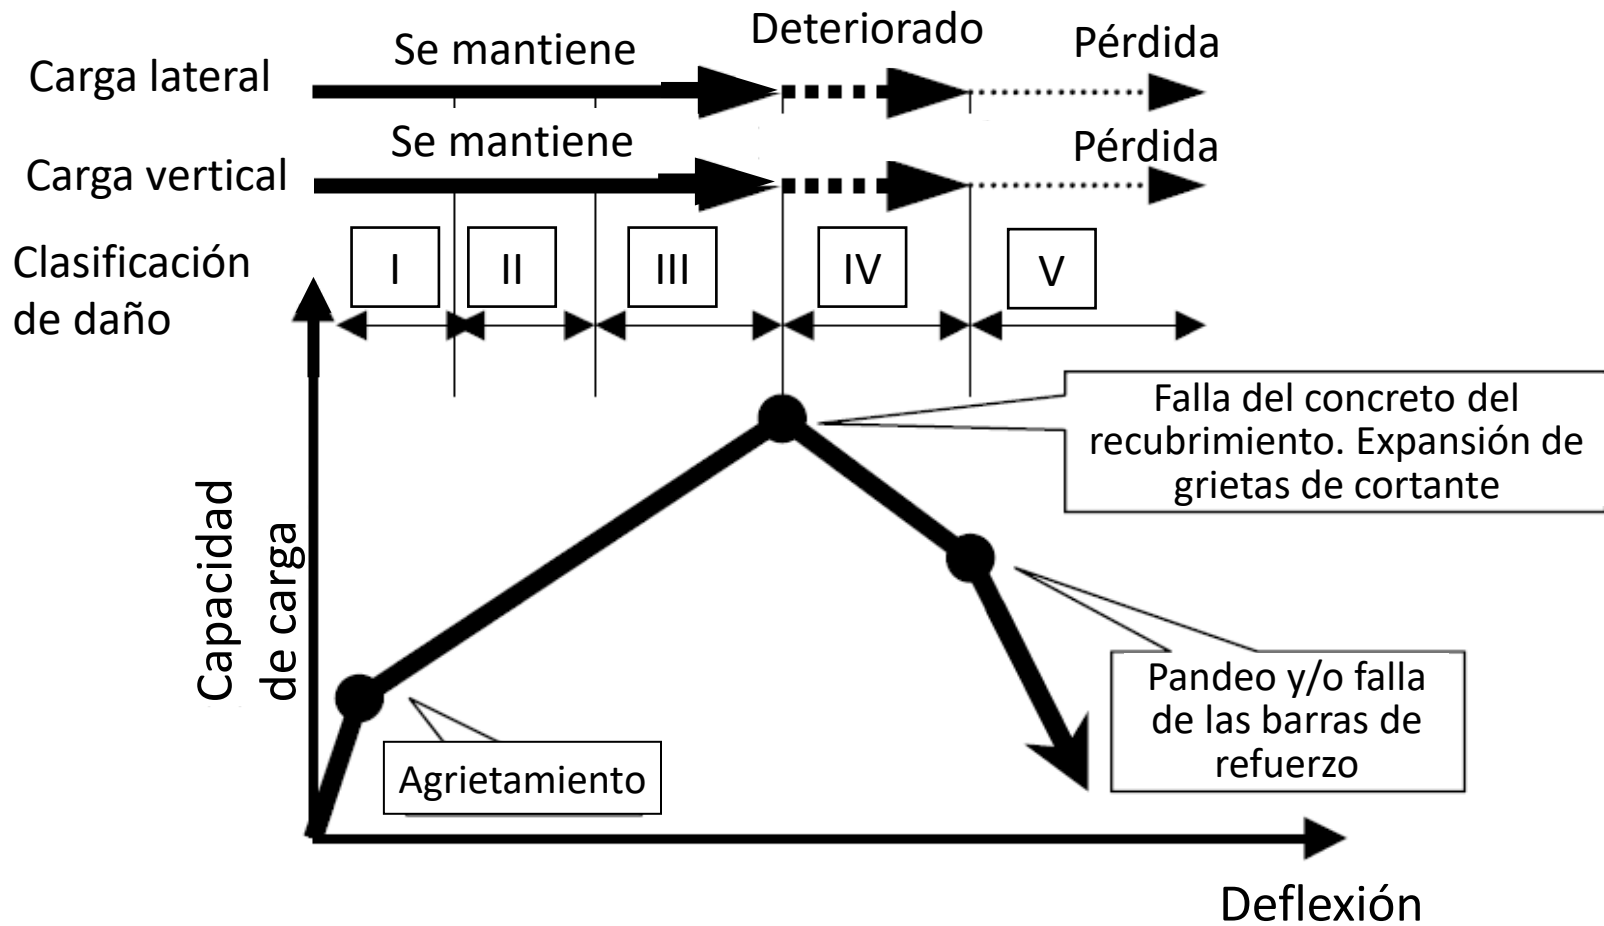 Deteriorado
Se mantiene
Pérdida
Carga lateral
Se mantiene
Pérdida
Carga vertical
Clasificación
de daño
I
II
III
IV
V
Falla del concreto del
recubrimiento. Expansión de
grietas de cortante
Capacidad
de carga
Pandeo y/o falla
de las barras de
refuerzo
Agrietamiento
Deflexión